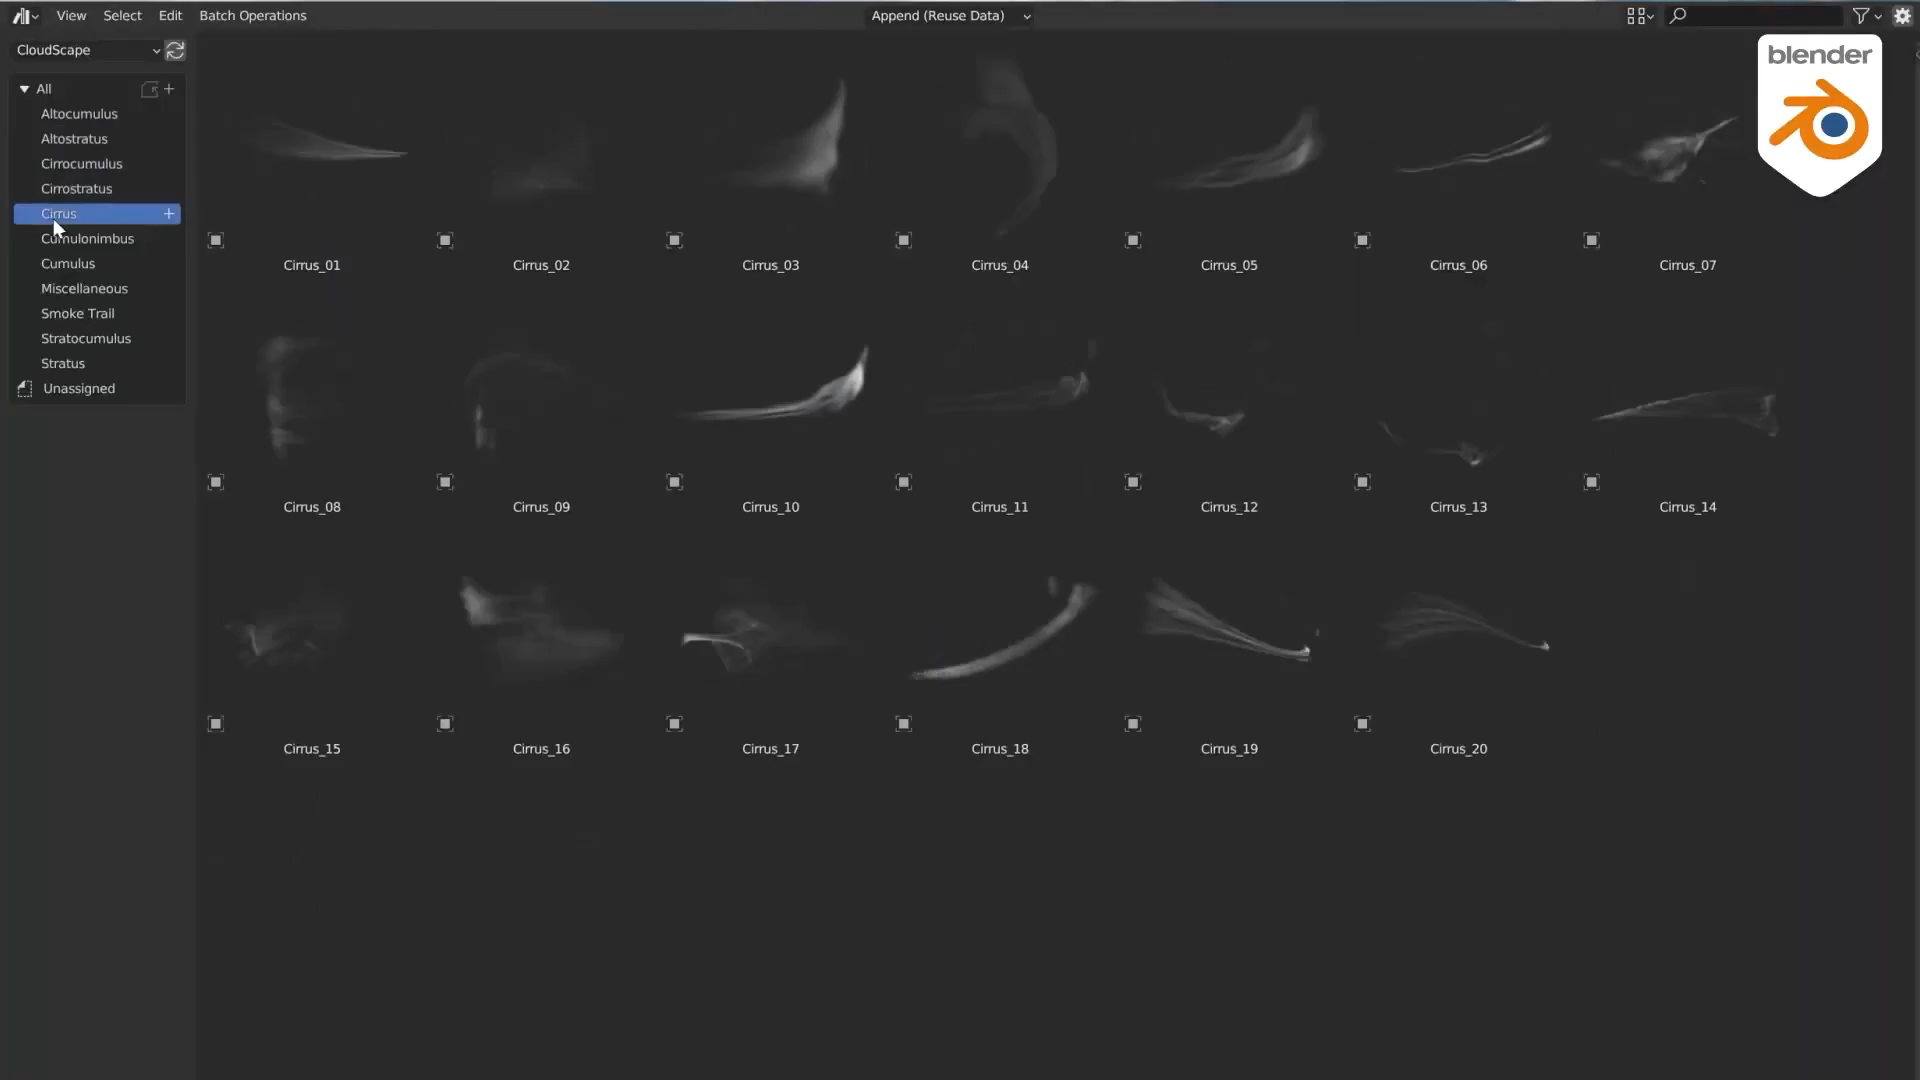 View Select Edit Batch Operations Append (Reuse Data)
CloudScape
blender
All
Altocumulus
Altostratus
Cirrocumulus
Cirrostratus
Cirrus
Cumulonimbus
Cumulus
Miscellaneous
Smoke Trail
Stratocumulus
Stratus
Unassigned
Cirrus_01 Cirrus_02 Cirrus_03 Cirrus_04 Cirrus_05 Cirrus_06 Cirrus_07
Cirrus_08 Cirrus_09 Cirrus_10 Cirrus_11 Cirrus_12 Cirrus_13 Cirrus_14
Cirrus_15 Cirrus_16 Cirrus_17 Cirrus_18 Cirrus_19 Cirrus_20